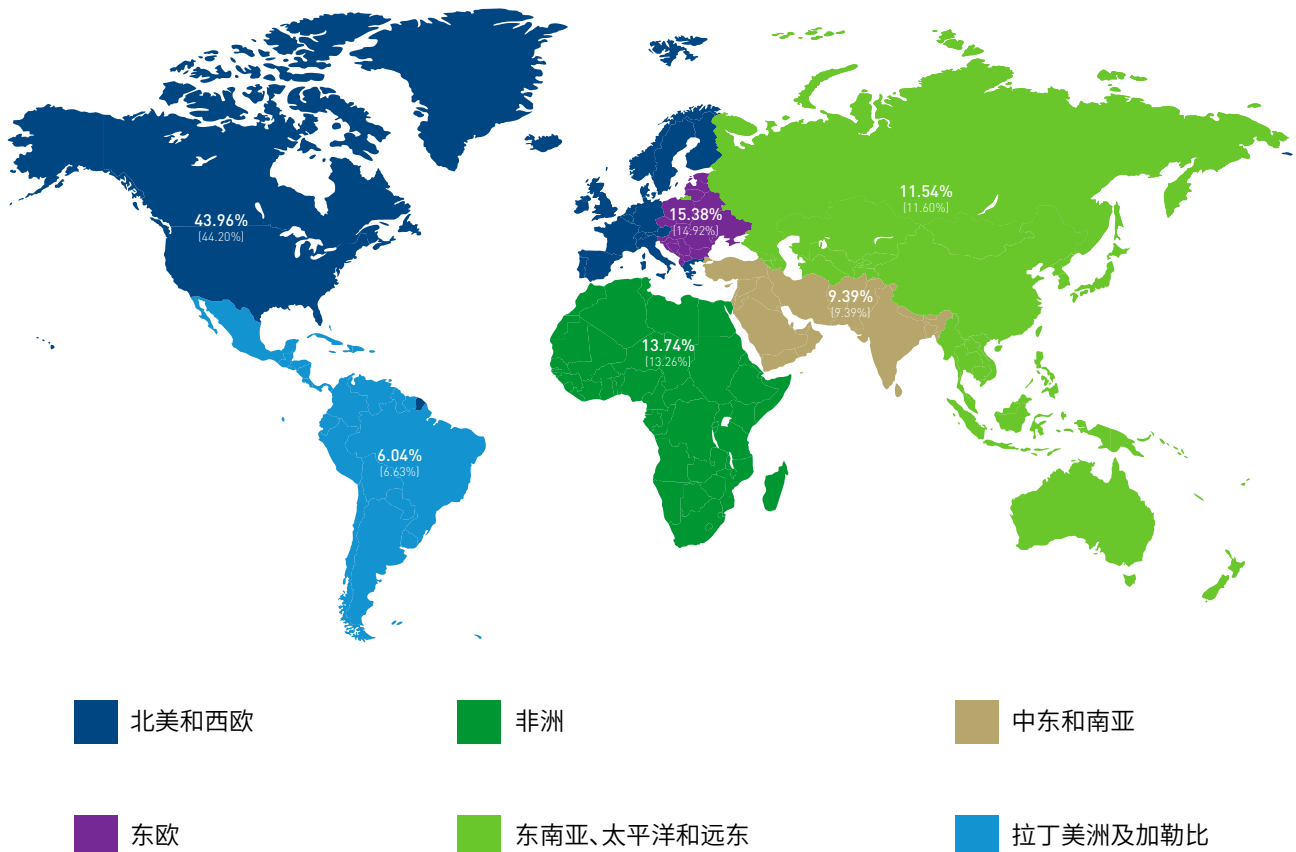 43.96%
(44.20%)
15.38%
(14.92%)
11.54%
(11.60%)
9.39%
(9.39%)
13.74%
(13.26%)
6.04%
(6.63%)
北美和西欧
非洲
中东和南亚
东欧
东南亚、太平洋和远东
拉丁美洲及加勒比